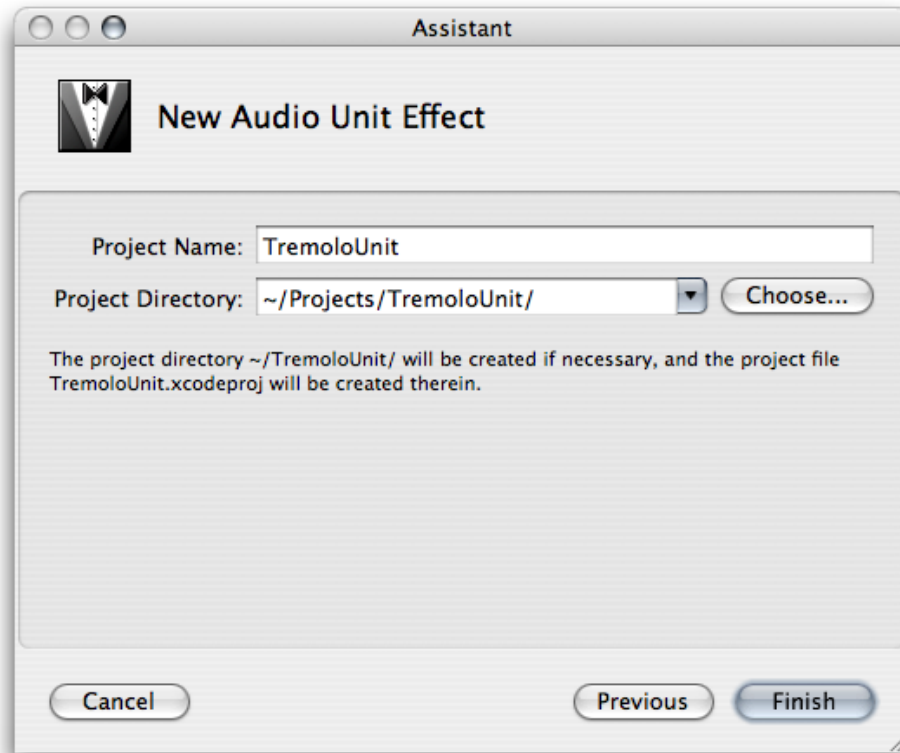 Assistant
New Audio Unit Effect
Project Name: TremoloUnit
Project Directory: ~/Projects/TremoloUnit/ Choose...
The project directory ~/TremoloUnit/ will be created if necessary, and the project file
TremoloUnit.xcodeproj will be created therein.
Cancel Previous Finish